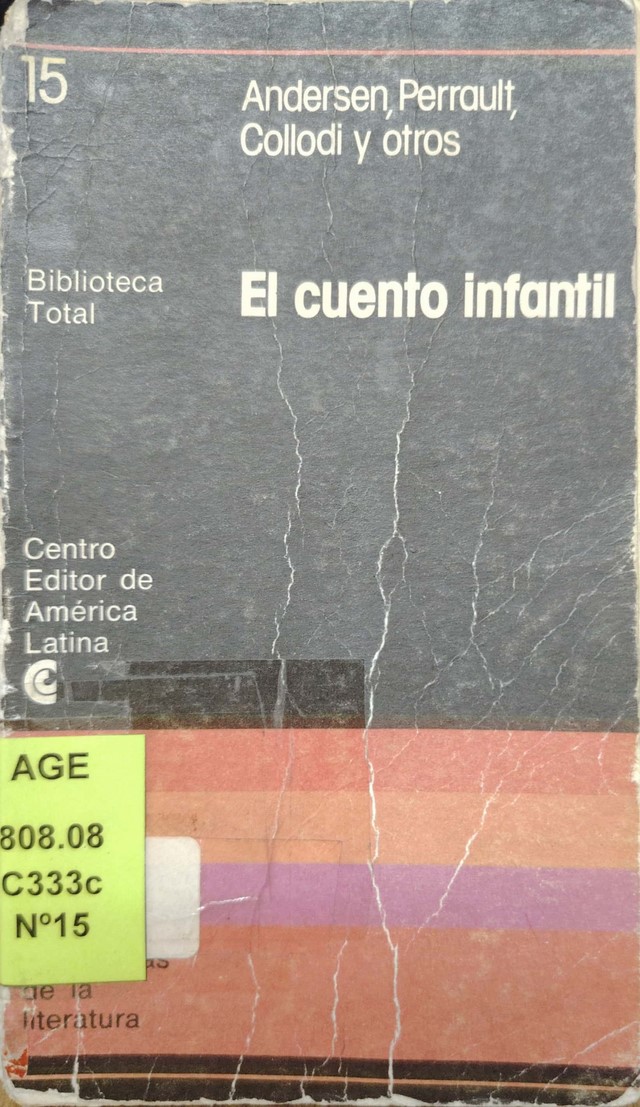 15
Andersen, Perrault,
Collodi y otros
Biblioteca
Total
El cuento infantil
Centro
Editor de
América
Latina
AGE
808.08
C333c
Nº15
as
de la
literatura